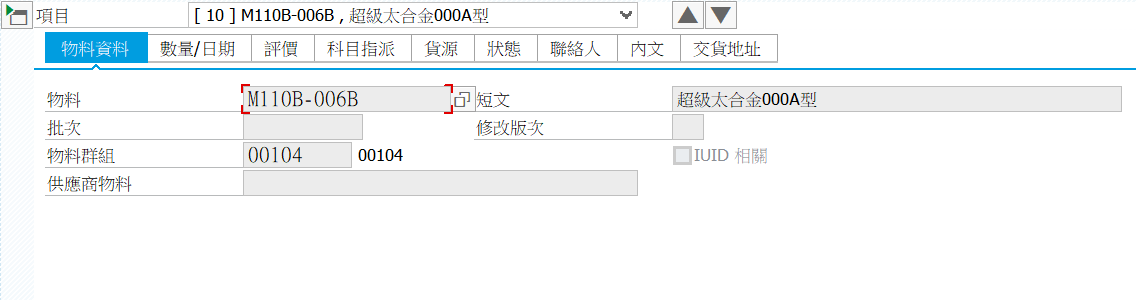 項目 [ 10 ] M110B-006B , 超級太合金000A型
物料資料 數量/日期 評價 科目指派 貨源 狀態 聯絡人 內文 交貨地址
物料 M110B-006B 短文 超級太合金000A型
批次 修改版次
物料群組 00104 00104 IUID 相關
供應商物料